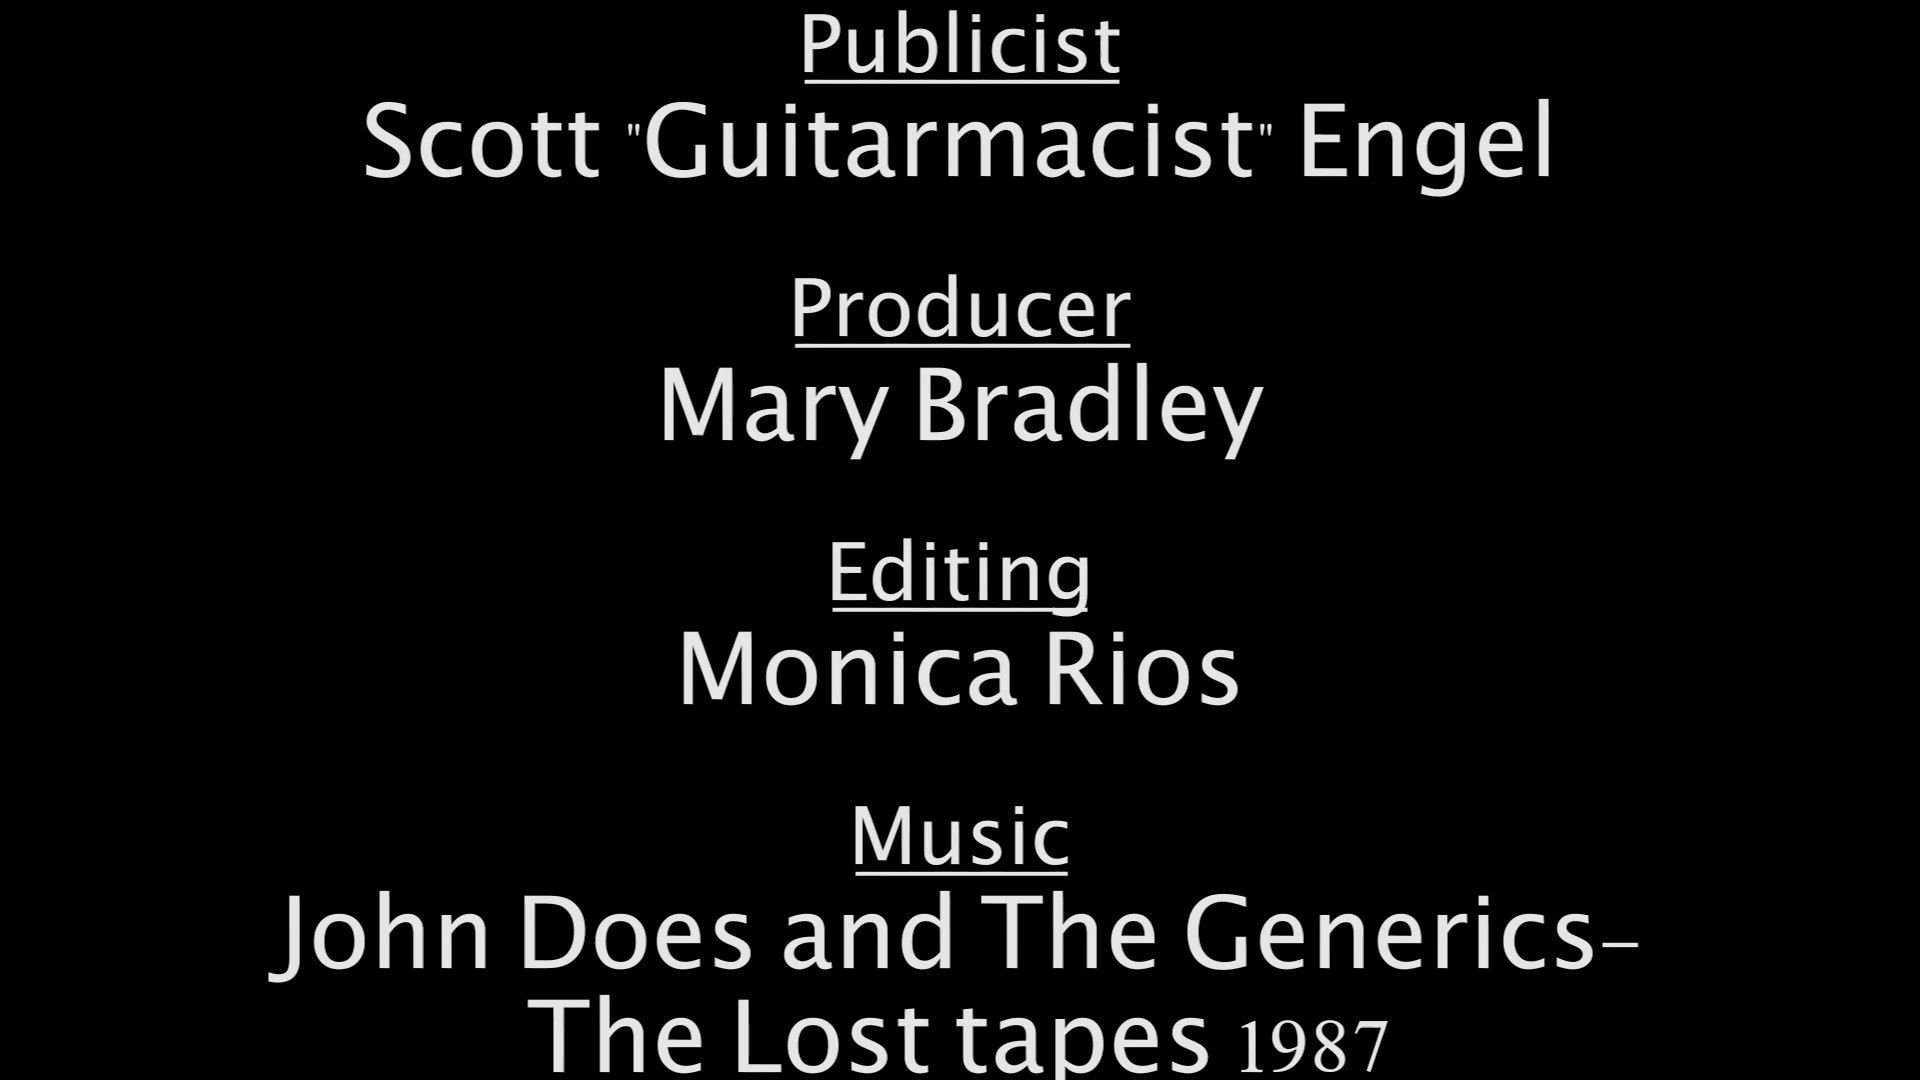 Publicist
Scott "Guitarmacist" Engel
Producer
Mary Bradley
Editing
Monica Rios
Music
John Does and The Generics–
The Lost tapes 1987